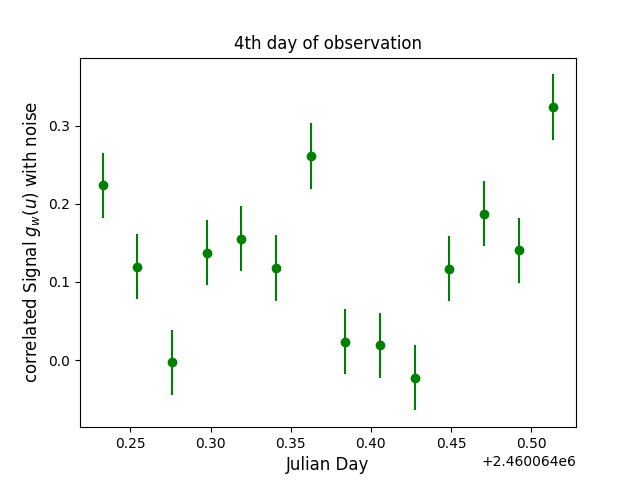 4th day of observation
correlated Signal g_w(u) with noise
0.3
0.2
0.1
0.0
0.25 0.30 0.35 0.40 0.45 0.50
Julian Day
+2.460064e6